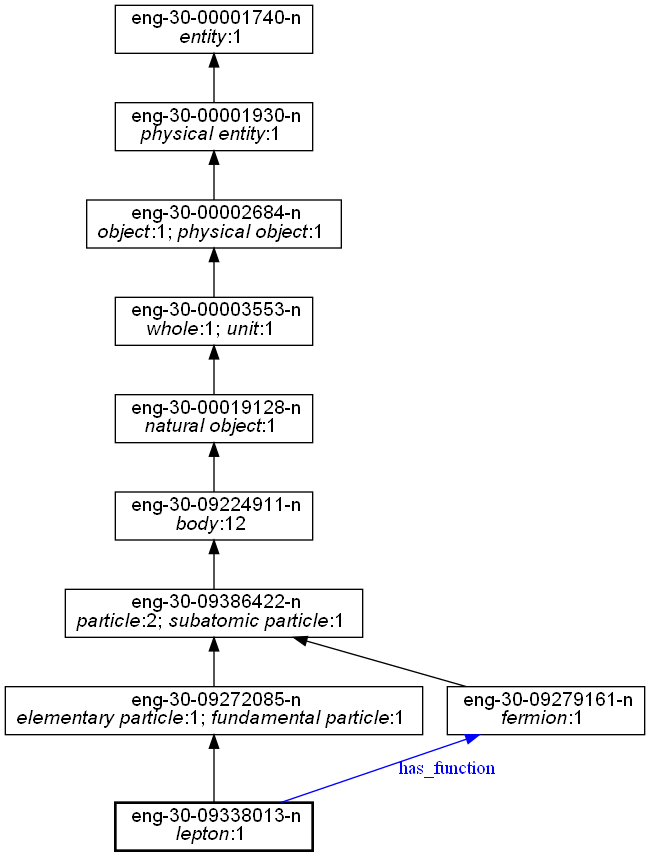 eng-30-00001740-n
entity:1
eng-30-00001930-n
physical entity:1
eng-30-00002684-n
object:1; physical object:1
eng-30-00003553-n
whole:1; unit:1
eng-30-00019128-n
natural object:1
eng-30-09224911-n
body:12
eng-30-09386422-n
particle:2; subatomic particle:1
eng-30-09272085-n
elementary particle:1; fundamental particle:1
eng-30-09279161-n
fermion:1
has_function
eng-30-09338013-n
lepton:1